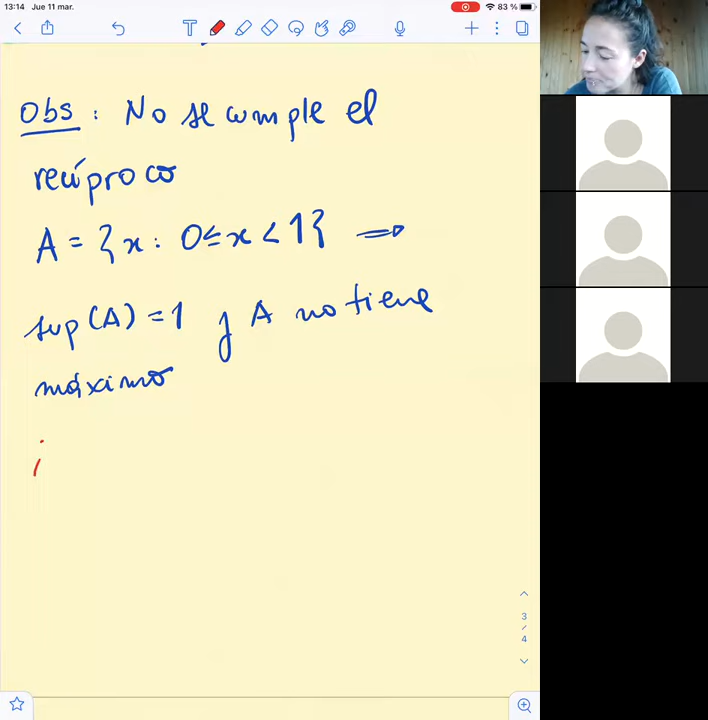 13:14 Jue 11 mar.
83 %
T
Obs : No se cumple el
recíproco
A = { x : 0 ≤ x < 1 } ⇒
sup (A) = 1 y A no tiene
máximo
i
3
/
4